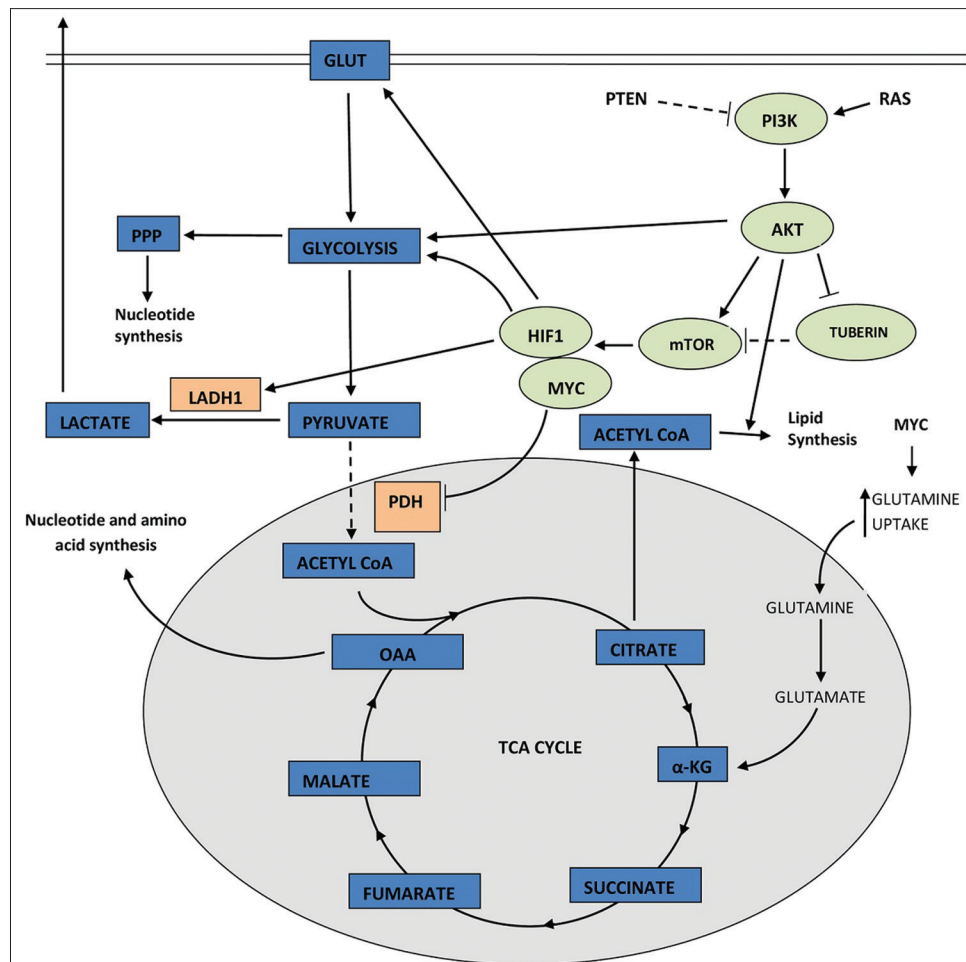 GLUT
PTEN
RAS
PI3K
PPP
GLYCOLYSIS
AKT
Nucleotide
synthesis
HIF1
mTOR
TUBERIN
LADH1
MYC
LACTATE
PYRUVATE
ACETYL CoA
Lipid
Synthesis
MYC
PDH
GLUTAMINE
UPTAKE
Nucleotide and amino
acid synthesis
ACETYL CoA
GLUTAMINE
OAA
CITRATE
GLUTAMATE
TCA CYCLE
α-KG
MALATE
FUMARATE
SUCCINATE